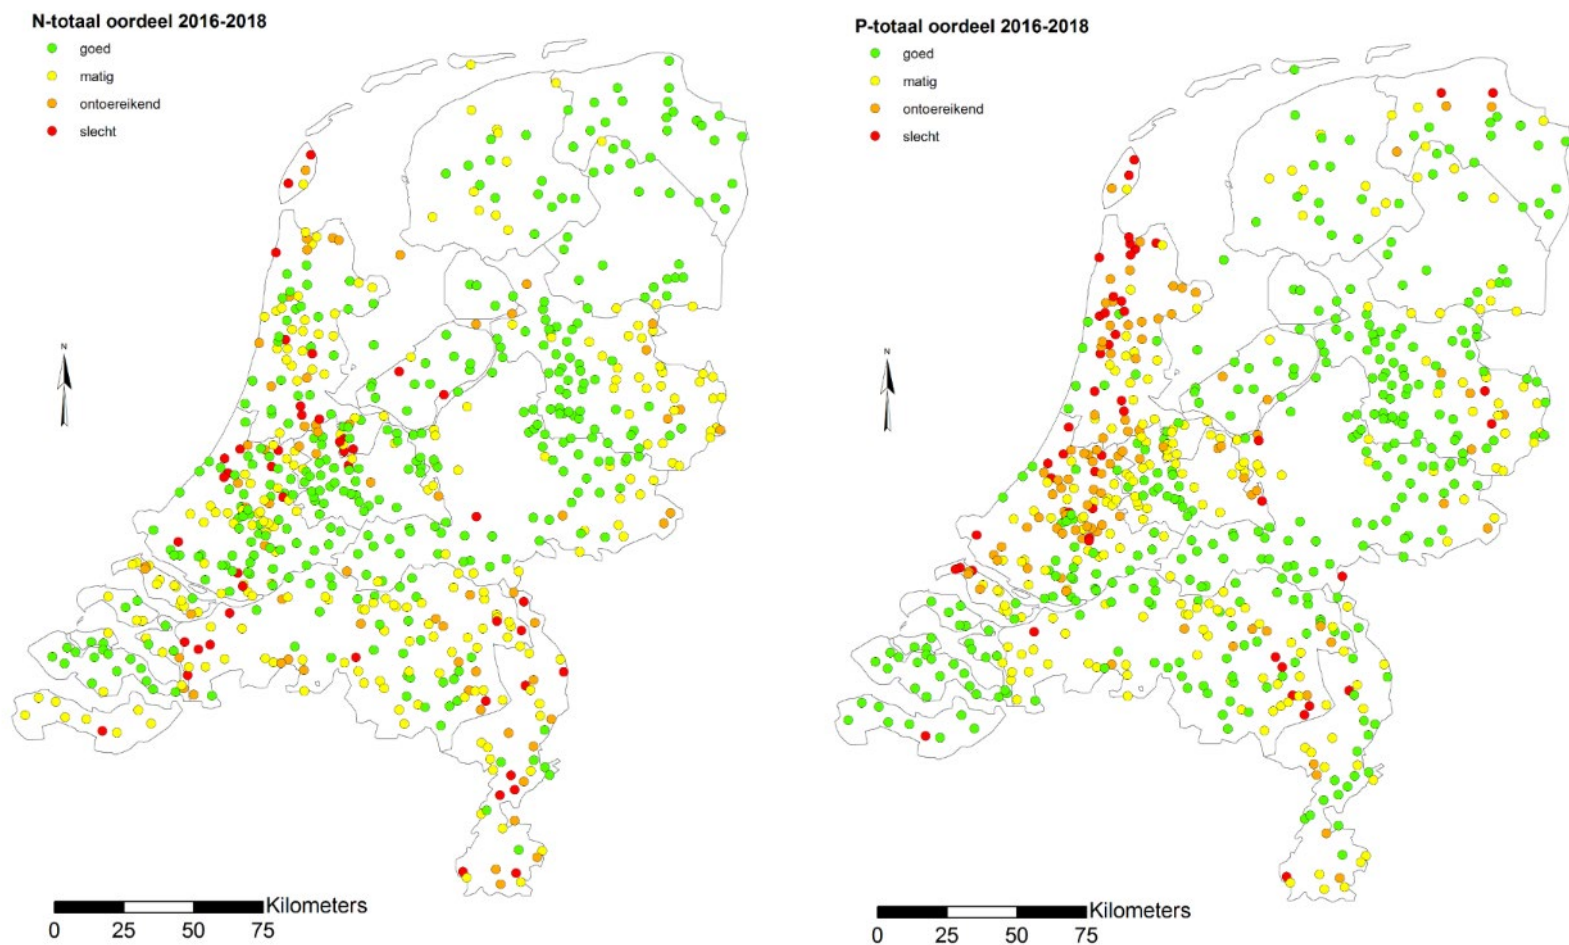 N-totaal oordeel 2016-2018
goed
matig
ontoereikend
slecht
N
Kilometers
0 25 50 75
P-totaal oordeel 2016-2018
goed
matig
ontoereikend
slecht
N
Kilometers
0 25 50 75